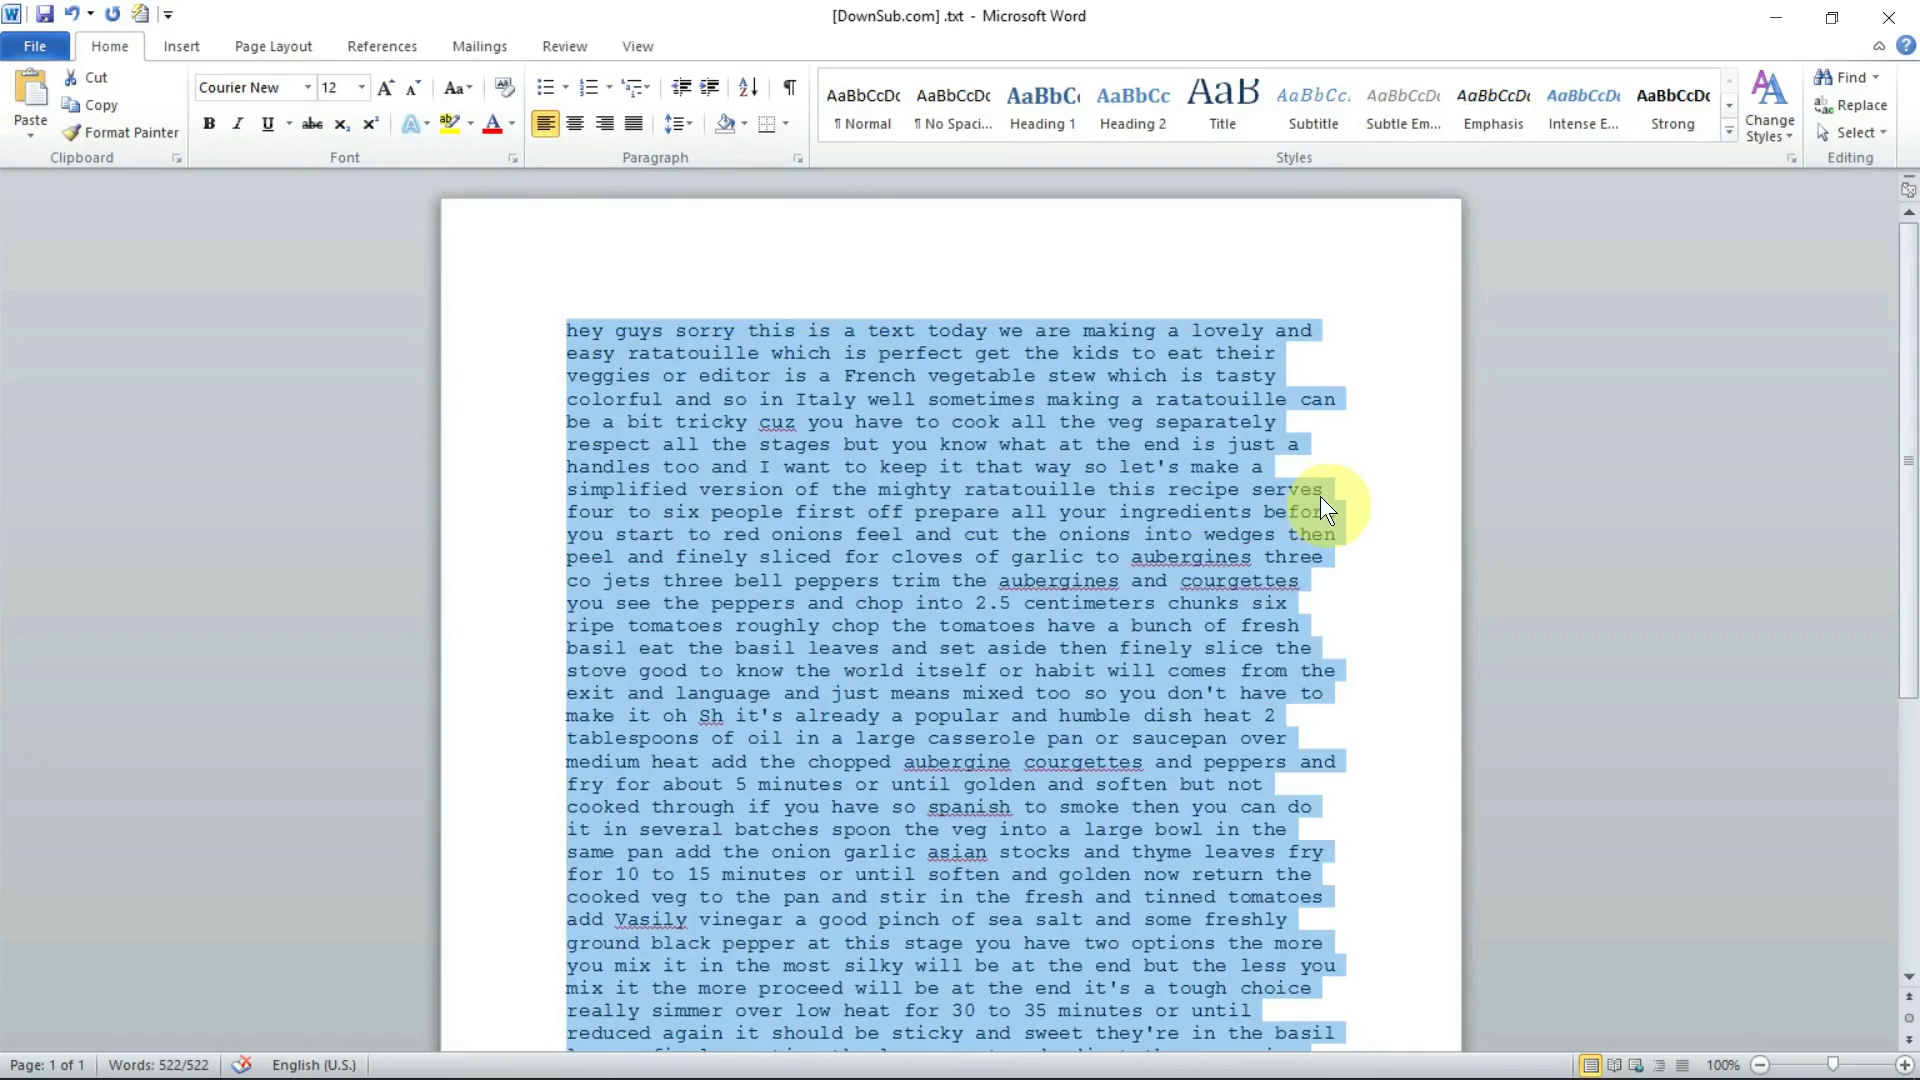 [DownSub.com] .txt - Microsoft Word
File Home Insert Page Layout References Mailings Review View
Cut
Copy
Format Painter
Paste
Clipboard
Courier New 12
Font
Paragraph
AaBbCcDc AaBbCcDc AaBbC AaBbCc AaB AaBbCc. AaBbCcDc AaBbCcDc AaBbCcDc AaBbCcDc
¶ Normal ¶ No Spaci... Heading 1 Heading 2 Title Subtitle Subtle Em... Emphasis Intense E... Strong
Styles
Change Styles
Find
Replace
Select
Editing
hey guys sorry this is a text today we are making a lovely and
easy ratatouille which is perfect get the kids to eat their
veggies or editor is a French vegetable stew which is tasty
colorful and so in Italy well sometimes making a ratatouille can
be a bit tricky cuz you have to cook all the veg separately
respect all the stages but you know what at the end is just a
handles too and I want to keep it that way so let's make a
simplified version of the mighty ratatouille this recipe serves
four to six people first off prepare all your ingredients before
you start to red onions feel and cut the onions into wedges then
peel and finely sliced for cloves of garlic to aubergines three
co jets three bell peppers trim the aubergines and courgettes
you see the peppers and chop into 2.5 centimeters chunks six
ripe tomatoes roughly chop the tomatoes have a bunch of fresh
basil eat the basil leaves and set aside then finely slice the
stove good to know the world itself or habit will comes from the
exit and language and just means mixed too so you don't have to
make it oh Sh it's already a popular and humble dish heat 2
tablespoons of oil in a large casserole pan or saucepan over
medium heat add the chopped aubergine courgettes and peppers and
fry for about 5 minutes or until golden and soften but not
cooked through if you have so spanish to smoke then you can do
it in several batches spoon the veg into a large bowl in the
same pan add the onion garlic asian stocks and thyme leaves fry
for 10 to 15 minutes or until soften and golden now return the
cooked veg to the pan and stir in the fresh and tinned tomatoes
add Vasily vinegar a good pinch of sea salt and some freshly
ground black pepper at this stage you have two options the more
you mix it in the most silky will be at the end but the less you
mix it the more proceed will be at the end it's a tough choice
really simmer over low heat for 30 to 35 minutes or until
reduced again it should be sticky and sweet they're in the basil
Page: 1 of 1 Words: 522/522 English (U.S.) 100%